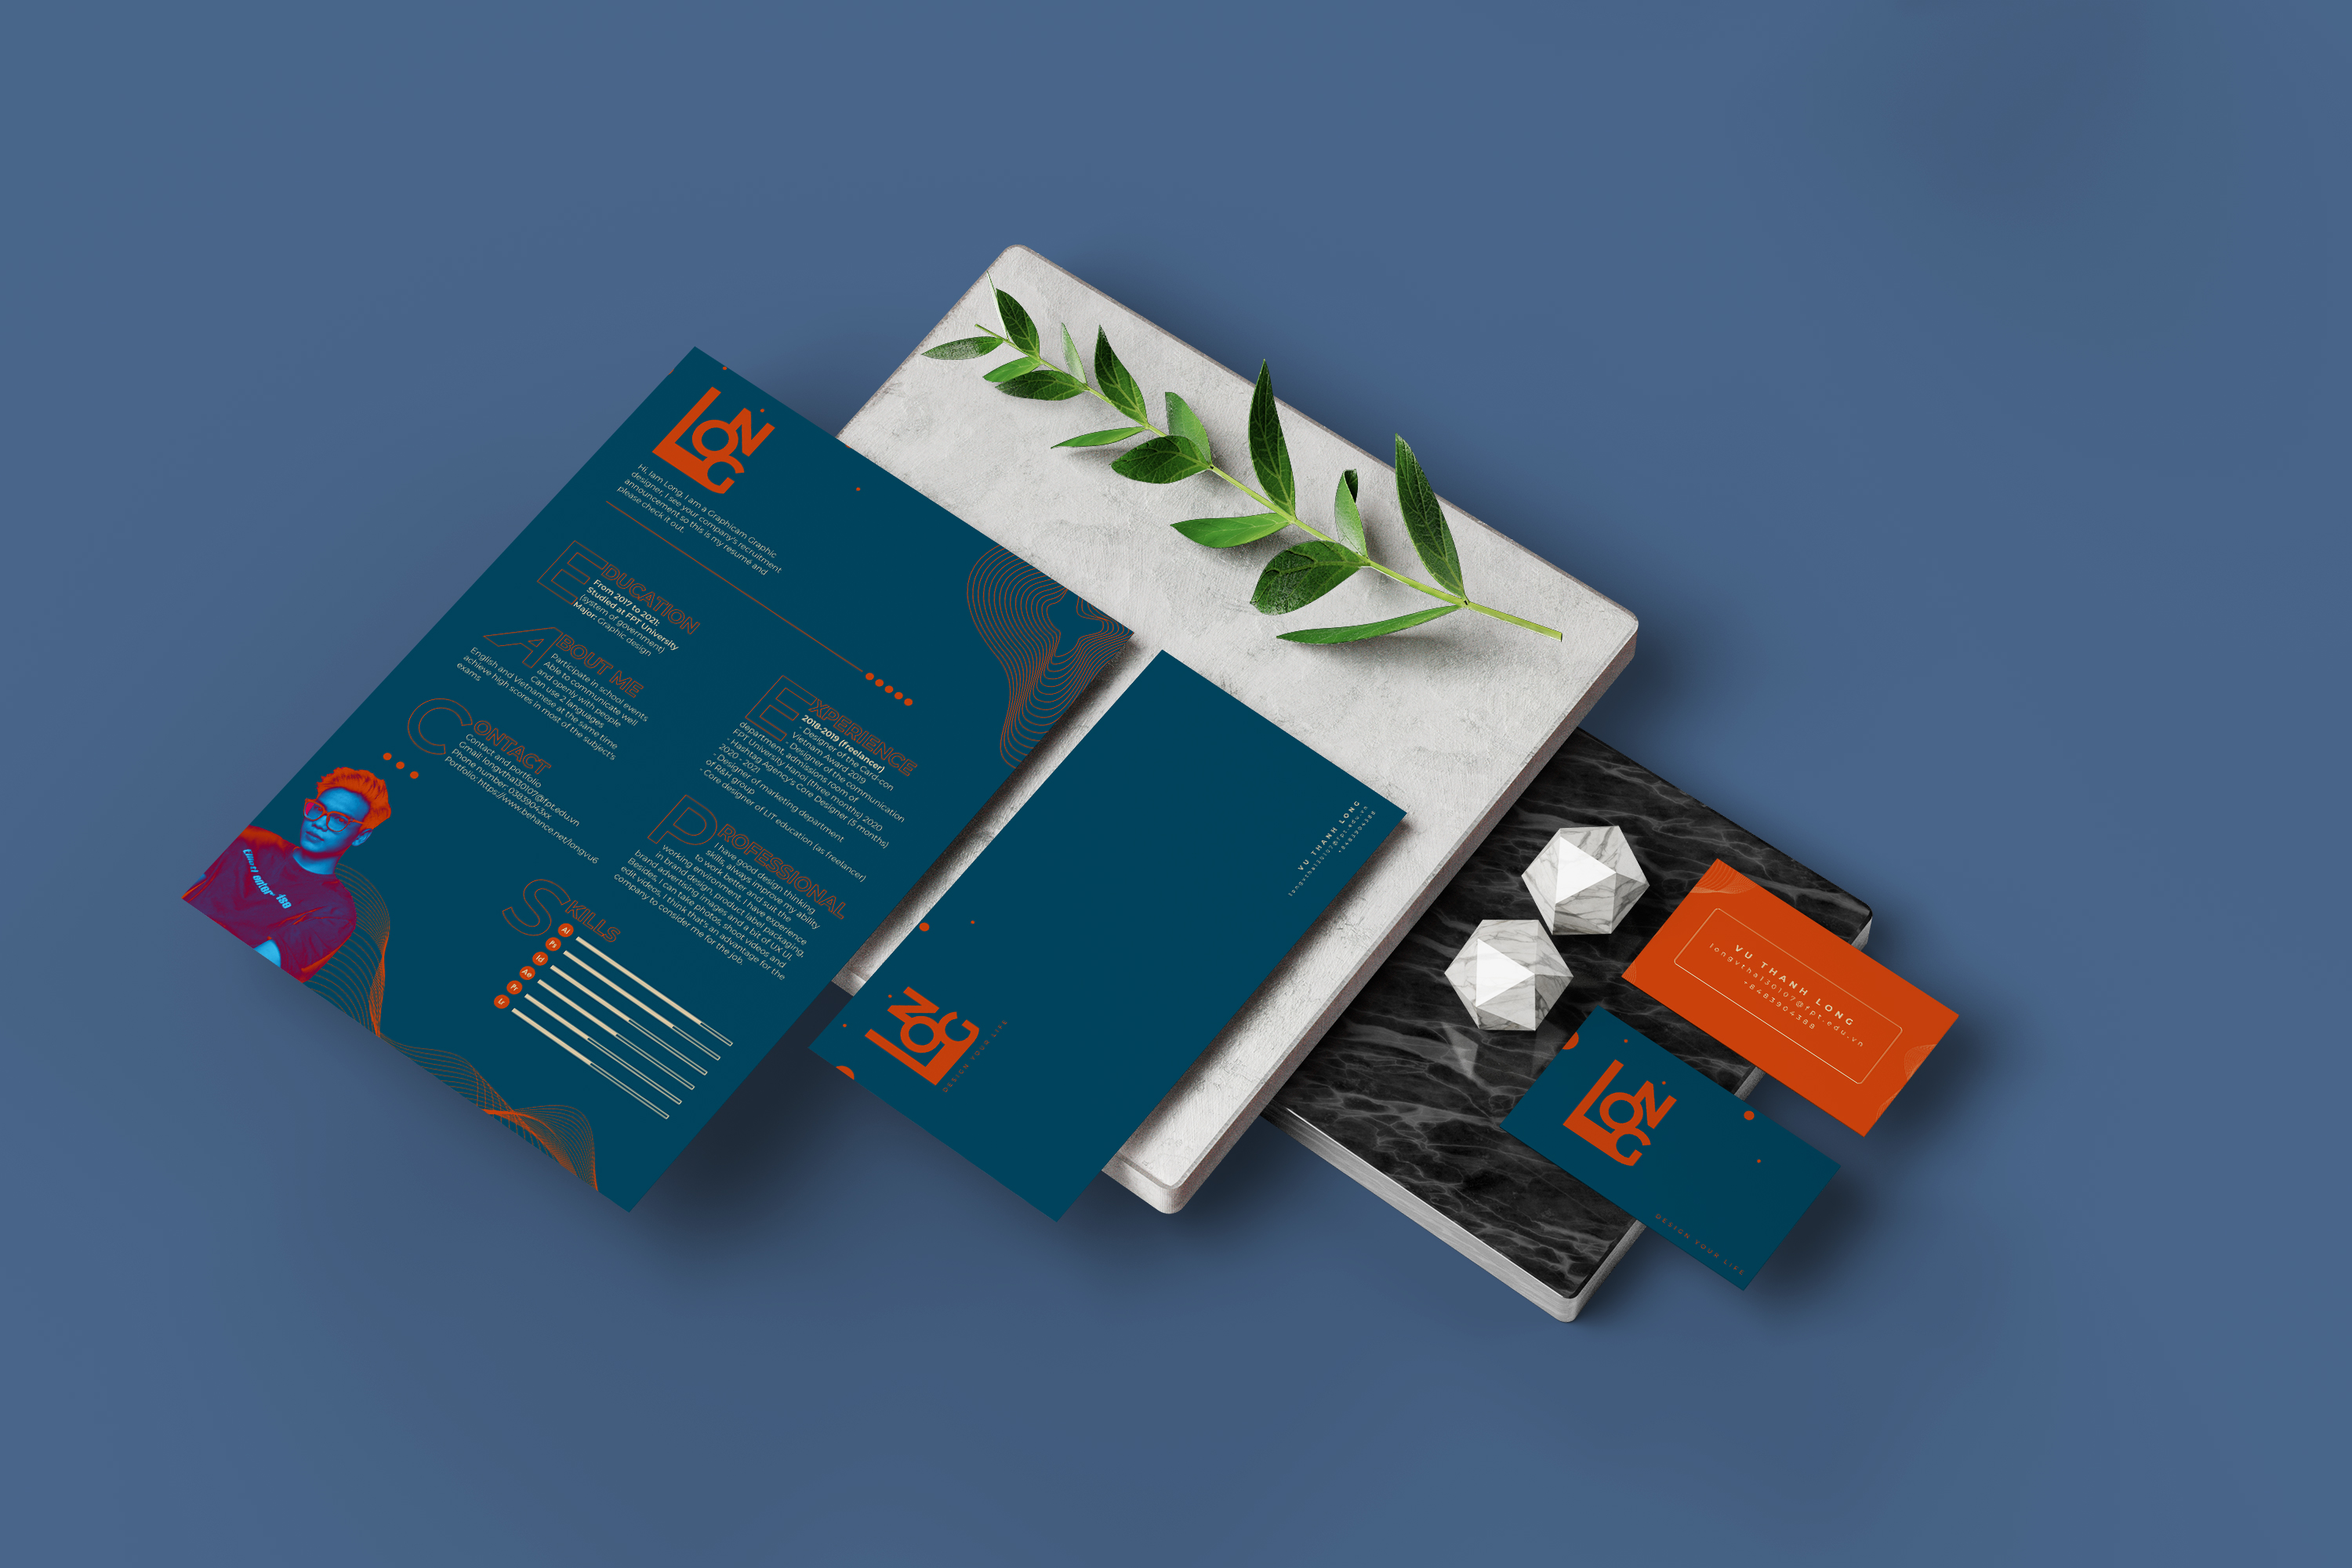 LONG
Hi, Iam Long, I am a Graphicam Graphic
designer, I see your company's recruitment
announcement so this is my resumé and
please check it out.
EDUCATION
From 2017 to 2021:
Studied at FPT University
(system of government)
Major: Graphic design
ABOUT ME
Participate in school events
Able to communicate well
and openly with people
Can use 2 languages
English and Vietnamese at the same time
achieve high scores in most of the subjects
exams
CONTACT
Contact and portfolio
Gmail: longvtha130107@fpt.edu.vn
Phone number: 03839043xx
Portfolio: https://www.behance.net/longvu6
EXPERIENCE
2018-2019 (freelancer)
- Designer of the Card-con
Vietnam Award 2019
- Designer of the communication
department, admissions room of
FPT University Hanoi three months) 2020
- Hashtag Agency's Core Designer (5 months)
2020 - 2021
- Designer of marketing department
of R&H group
- Core designer of LIT education (as freelancer)
PROFESSIONAL
I have good design thinking
skills, always improve my ability
to work better and suit the
working environment. I have experience
in brand design, product label packaging,
brand advertising images and a bit of UX UI.
Besides, I can take photos, shoot videos and
edit videos. I think that's an advantage for the
company to consider me for the job.
SKILLS
Ai
Ps
Id
Ae
Pr
U
VU THANH LONG
longvtha130107@fpt.edu.vn
+84839904388
LONG
DESIGN YOUR LIFE
VU THANH LONG
longvtha130107@fpt.edu.vn
+84839904388
LONG
DESIGN YOUR LIFE